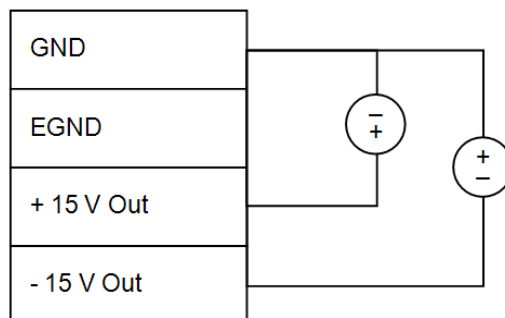 GND
EGND
+ 15 V Out
- 15 V Out
−
+
+
−